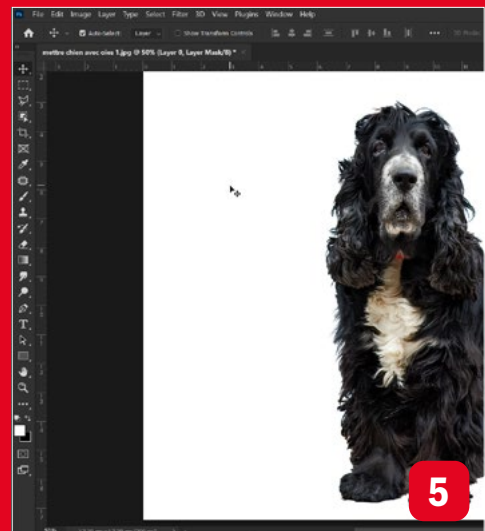 Ps File Edit Image Layer Type Select Filter 3D View Plugins Window Help
Auto-Select: Layer Show Transform Controls
mettre chien avec oies 1.jpg @ 50% (Layer 0, Layer Mask/8) * ×
5